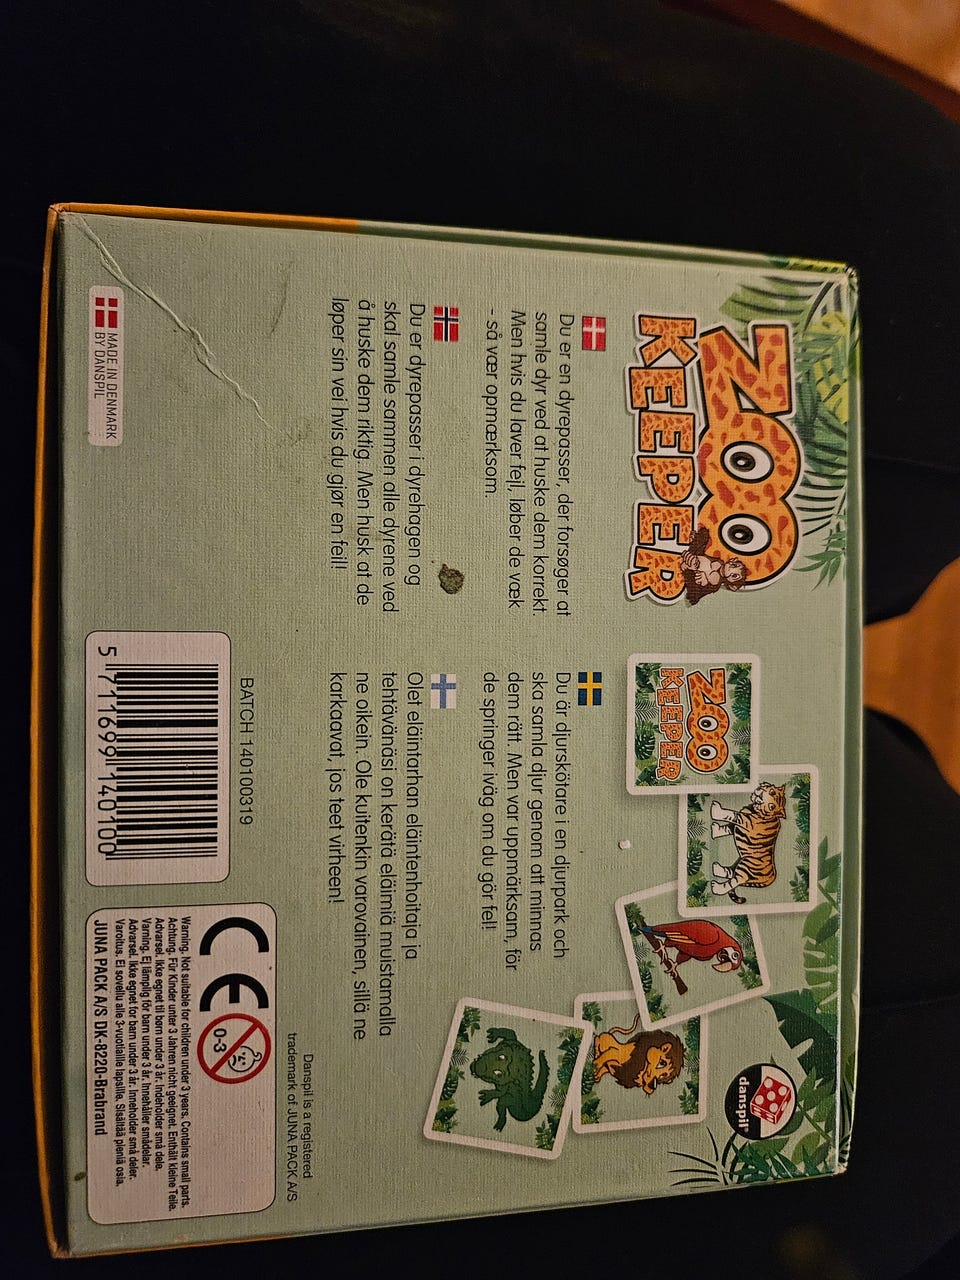 ZOO
KEEPER
Du er en dyrepasser, der forsøger at
samle dyr ved at huske dem korrekt.
Men hvis du laver fejl, løber de væk
- så vær opmærksom.
Du er dyrepasser i dyrehagen og
skal samle sammen alle dyrene ved
å huske dem riktig. Men husk at de
løper sin vei hvis du gjør en feil!
MADE IN DENMARK
BY DANSPIL
ZOO
KEEPER
danspil®
Du är djurskötare i en djurpark och
ska samla djur genom att minnas
dem rätt. Men var uppmärksam, för
de springer iväg om du gör fel!
Olet eläintarhan eläintenhoitaja ja
tehtävänäsi on kerätä eläimiä muistamalla
ne oikein. Ole kuitenkin varovainen, sillä ne
karkaavat, jos teet virheen!
Danspil is a registered
trademark of JUNA PACK A/S
BATCH 140100319
5 711699 140100
CE
0-3
Warning. Not suitable for children under 3 years. Contains small parts.
Achtung. Für Kinder unter 3 Jahren nicht geeignet. Enthält kleine Teile.
Advarsel. Ikke egnet til børn under 3 år. Indeholder små dele.
Varning. Ej lämplig för barn under 3 år. Innehåller smådelar.
Advarsel. Ikke egnet for barn under 3 år. Inneholder små deler.
Varoitus. Ei sovellu alle 3-vuotiaille lapsille. Sisältää pieniä osia.
JUNA PACK A/S DK-8220-Brabrand